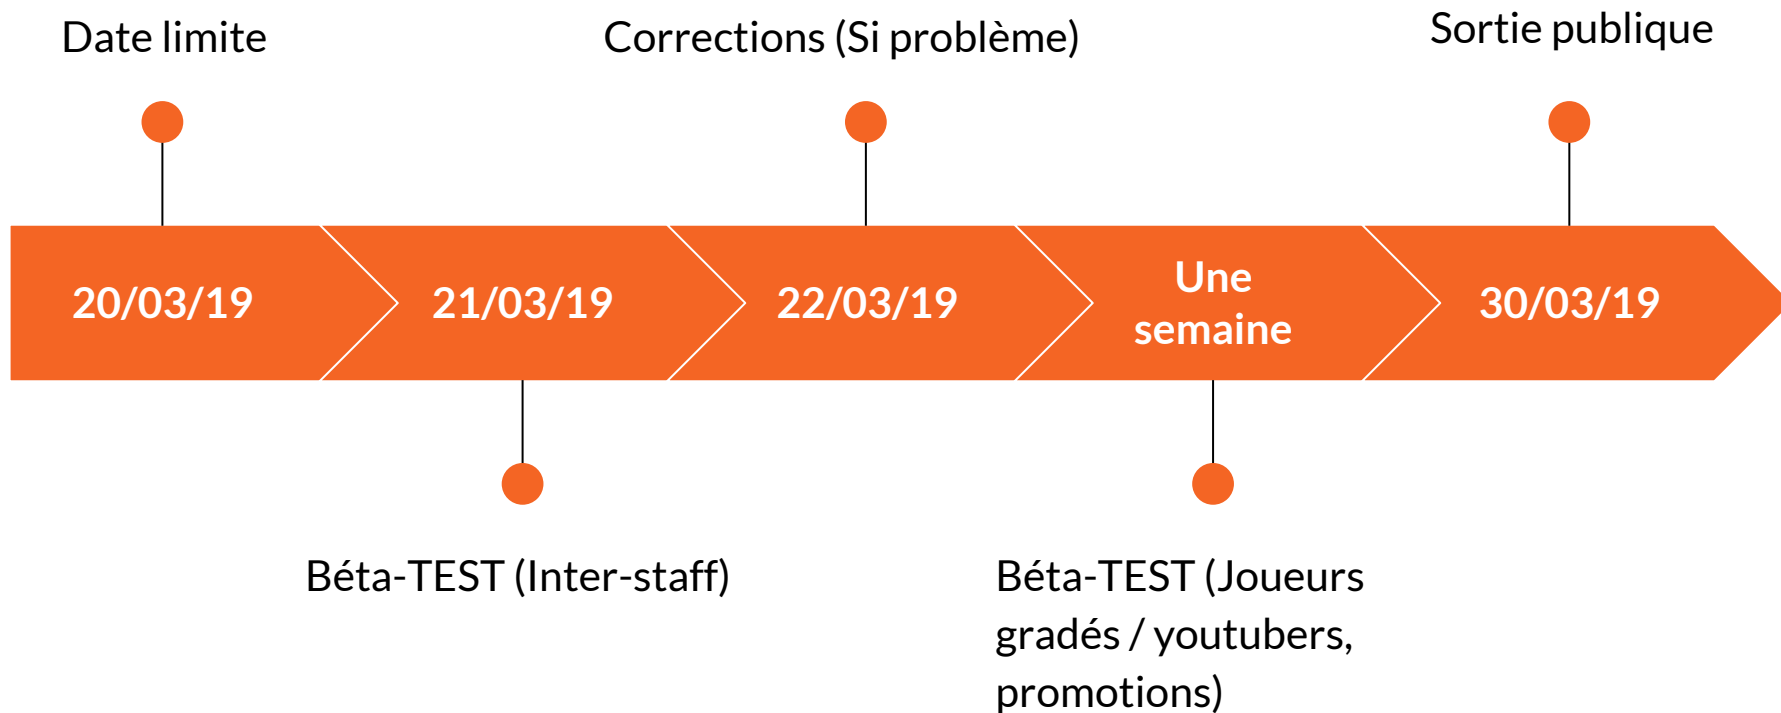 Date limite
Corrections (Si problème)
Sortie publique
20/03/19
21/03/19
22/03/19
Une
semaine
30/03/19
Béta-TEST (Inter-staff)
Béta-TEST (Joueurs
gradés / youtubers,
promotions)